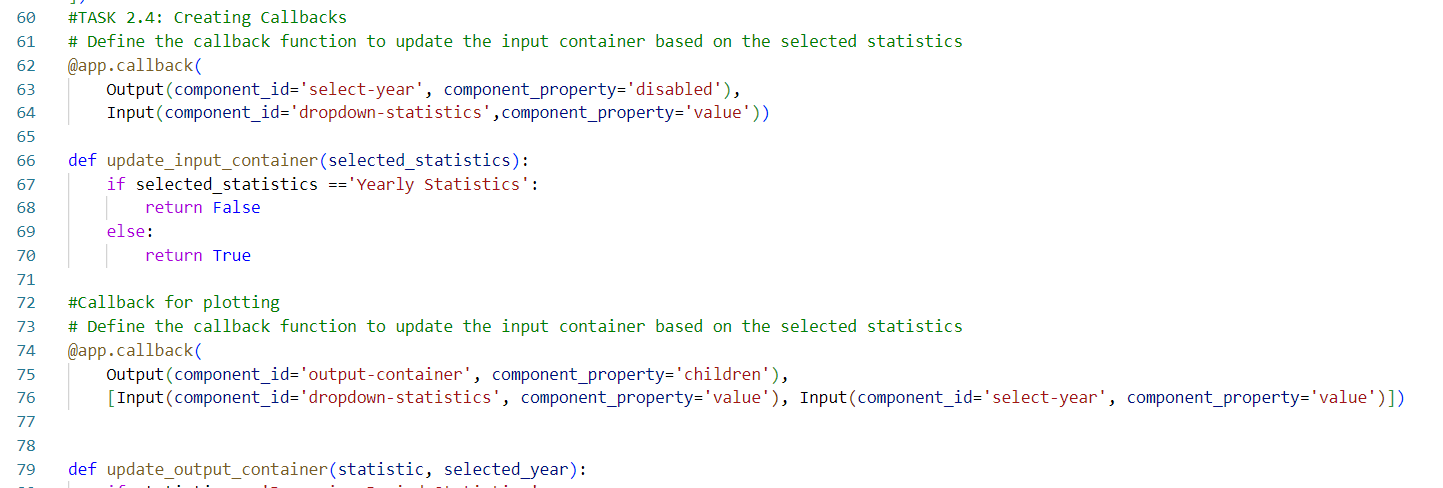 60 #TASK 2.4: Creating Callbacks
61 # Define the callback function to update the input container based on the selected statistics
62 @app.callback(
63     Output(component_id='select-year', component_property='disabled'),
64     Input(component_id='dropdown-statistics',component_property='value'))
65
66 def update_input_container(selected_statistics):
67     if selected_statistics =='Yearly Statistics':
68         return False
69     else:
70         return True
71
72 #Callback for plotting
73 # Define the callback function to update the input container based on the selected statistics
74 @app.callback(
75     Output(component_id='output-container', component_property='children'),
76     [Input(component_id='dropdown-statistics', component_property='value'), Input(component_id='select-year', component_property='value')])
77
78
79 def update_output_container(statistic, selected_year):